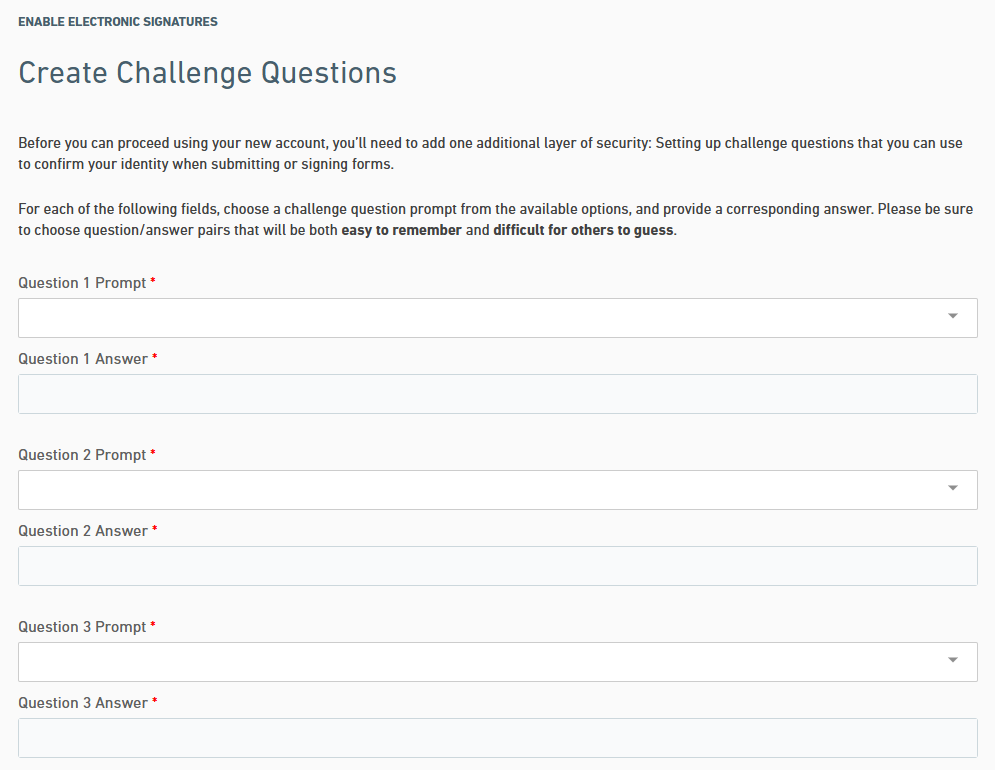 ENABLE ELECTRONIC SIGNATURES
Create Challenge Questions
Before you can proceed using your new account, you'll need to add one additional layer of security: Setting up challenge questions that you can use
to confirm your identity when submitting or signing forms.
For each of the following fields, choose a challenge question prompt from the available options, and provide a corresponding answer. Please be sure
to choose question/answer pairs that will be both easy to remember and difficult for others to guess.
Question 1 Prompt *
Question 1 Answer *
Question 2 Prompt *
Question 2 Answer *
Question 3 Prompt *
Question 3 Answer *